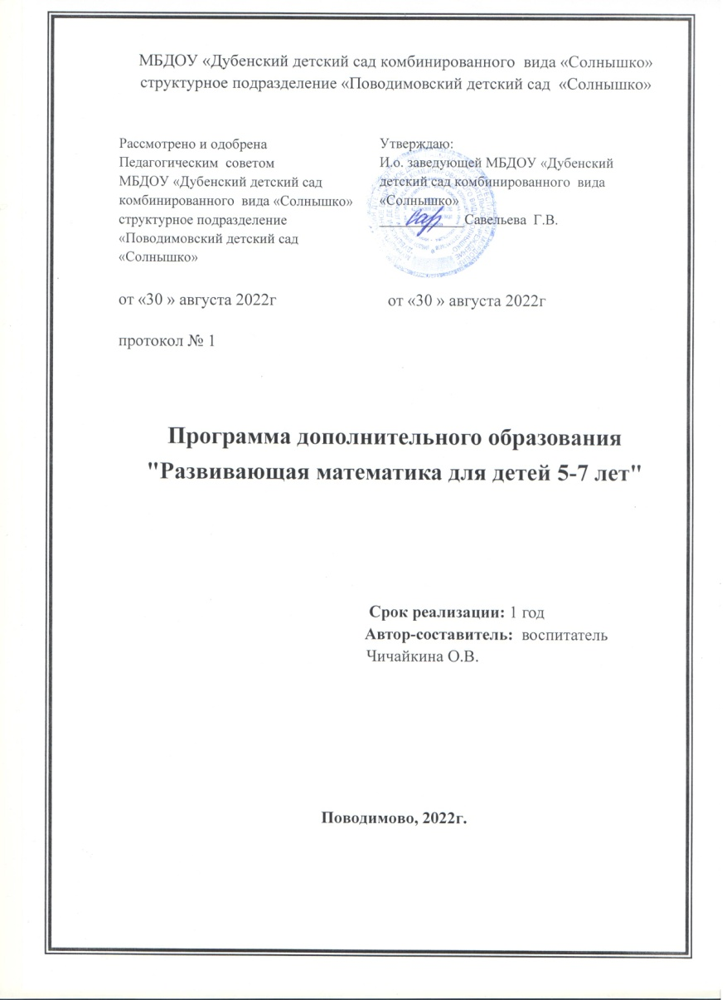 МБДОУ «Дубенский детский сад комбинированного вида «Солнышко»
структурное подразделение «Поводимовский детский сад «Солнышко»
Рассмотрено и одобрена
Педагогическим советом
МБДОУ «Дубенский детский сад
комбинированного вида «Солнышко»
структурное подразделение
«Поводимовский детский сад
«Солнышко»
от «30 » августа 2022г
протокол № 1
Утверждаю:
И.о. заведующей МБДОУ «Дубенский
детский сад комбинированного вида
«Солнышко»
____________Савельева Г.В.
от «30 » августа 2022г
Программа дополнительного образования
"Развивающая математика для детей 5-7 лет"
Срок реализации: 1 год
Автор-составитель: воспитатель
Чичайкина О.В.
Поводимово, 2022г.